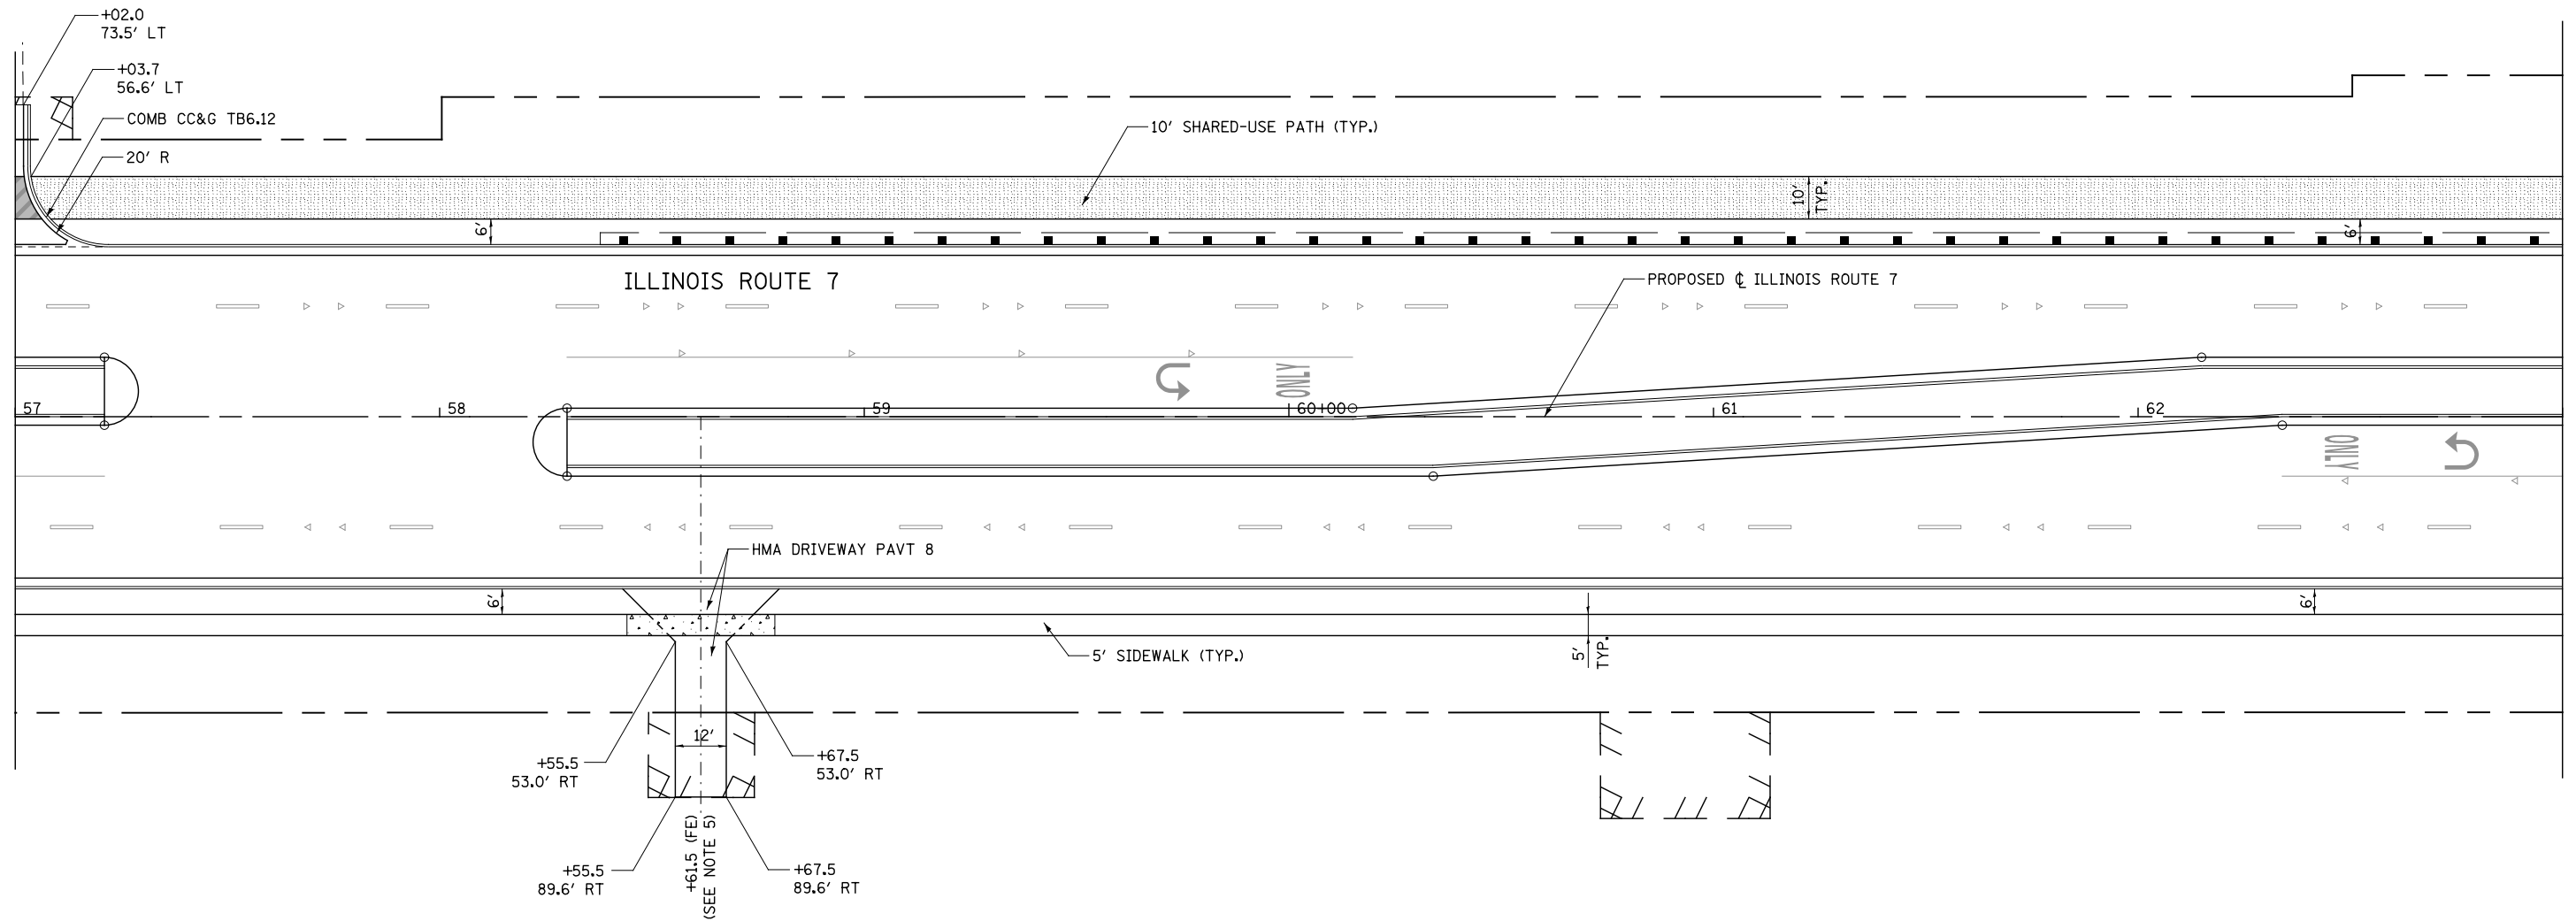 +02.0
73.5' LT
+03.7
56.6' LT
COMB CC&G TB6.12
20' R
10' SHARED-USE PATH (TYP.)
10'
TYP.
6'
6'
ILLINOIS ROUTE 7
PROPOSED ℄ ILLINOIS ROUTE 7
ONLY
57
58
59
60+00
61
62
ONLY
HMA DRIVEWAY PAVT 8
6'
6'
5'
TYP.
5' SIDEWALK (TYP.)
12'
+55.5
53.0' RT
+67.5
53.0' RT
+61.5 (FE)
(SEE NOTE 5)
+55.5
89.6' RT
+67.5
89.6' RT